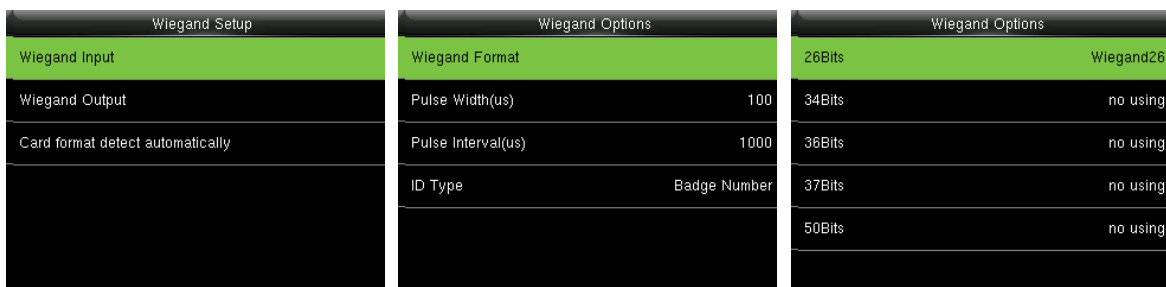 Wiegand Setup
Wiegand Input
Wiegand Output
Card format detect automatically
Wiegand Options
Wiegand Format
Pulse Width(us) 100
Pulse Interval(us) 1000
ID Type Badge Number
Wiegand Options
26Bits Wiegand26
34Bits no using
36Bits no using
37Bits no using
50Bits no using